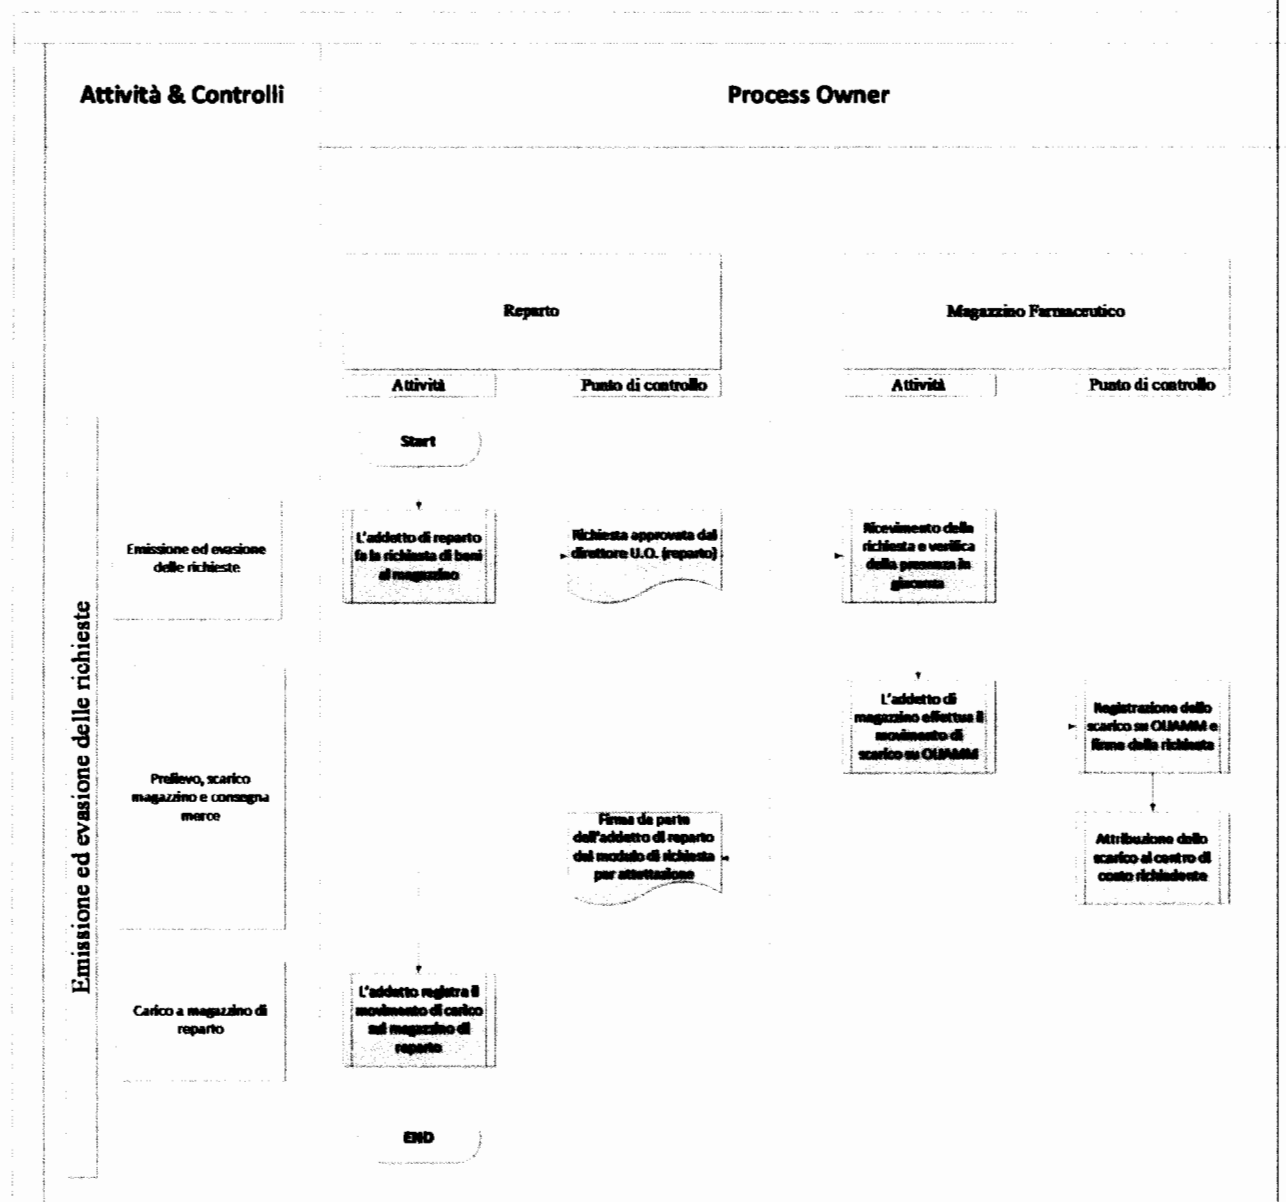 Attività & Controlli
Process Owner
Reparto
Magazzino Farmaceutico
Attività
Punto di controllo
Attività
Punto di controllo
Start
Emissione ed evasione delle richieste
Emissione ed evasione
delle richieste
L'addetto di reparto
fa la richiesta di beni
al magazzino
Richiesta approvata dal
direttore U.O. (reparto)
Ricevimento della
richiesta e verifica
della presenza in
giacenza
Prelievo, scarico
magazzino e consegna
merce
L'addetto di
magazzino effettua il
movimento di
scarico su OLIAMM
Registrazione dello
scarico su OLIAMM e
firma della richiesta
Firma da parte
dell'addetto di reparto
del modulo di richiesta
per attestazione
Attribuzione dello
scarico al centro di
costo richiedente
Carico a magazzino di
reparto
L'addetto registra il
movimento di carico
sul magazzino di
reparto
END